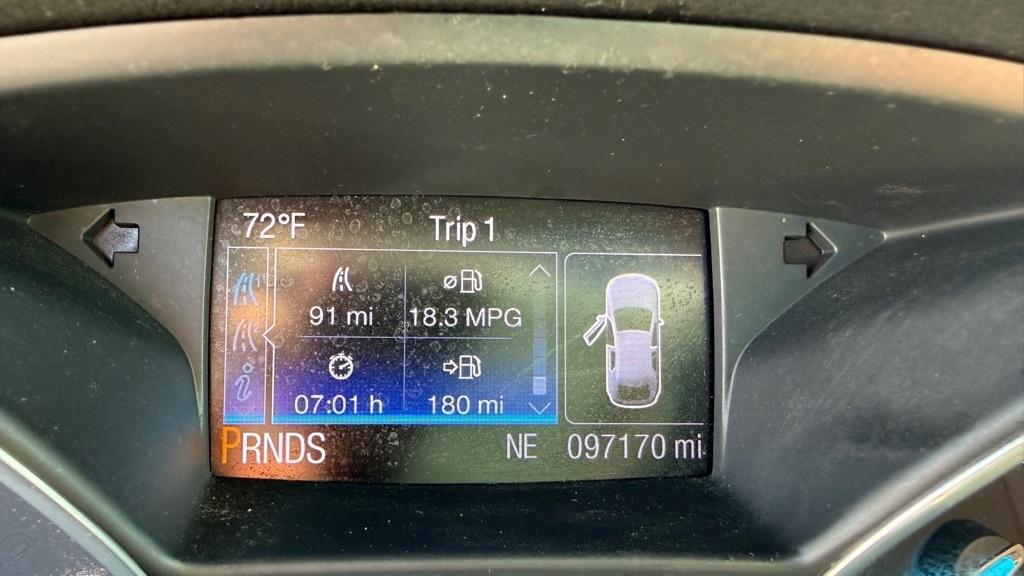 72°F Trip 1
91 mi 18.3 MPG
07:01 h 180 mi
PRNDS NE 097170 mi